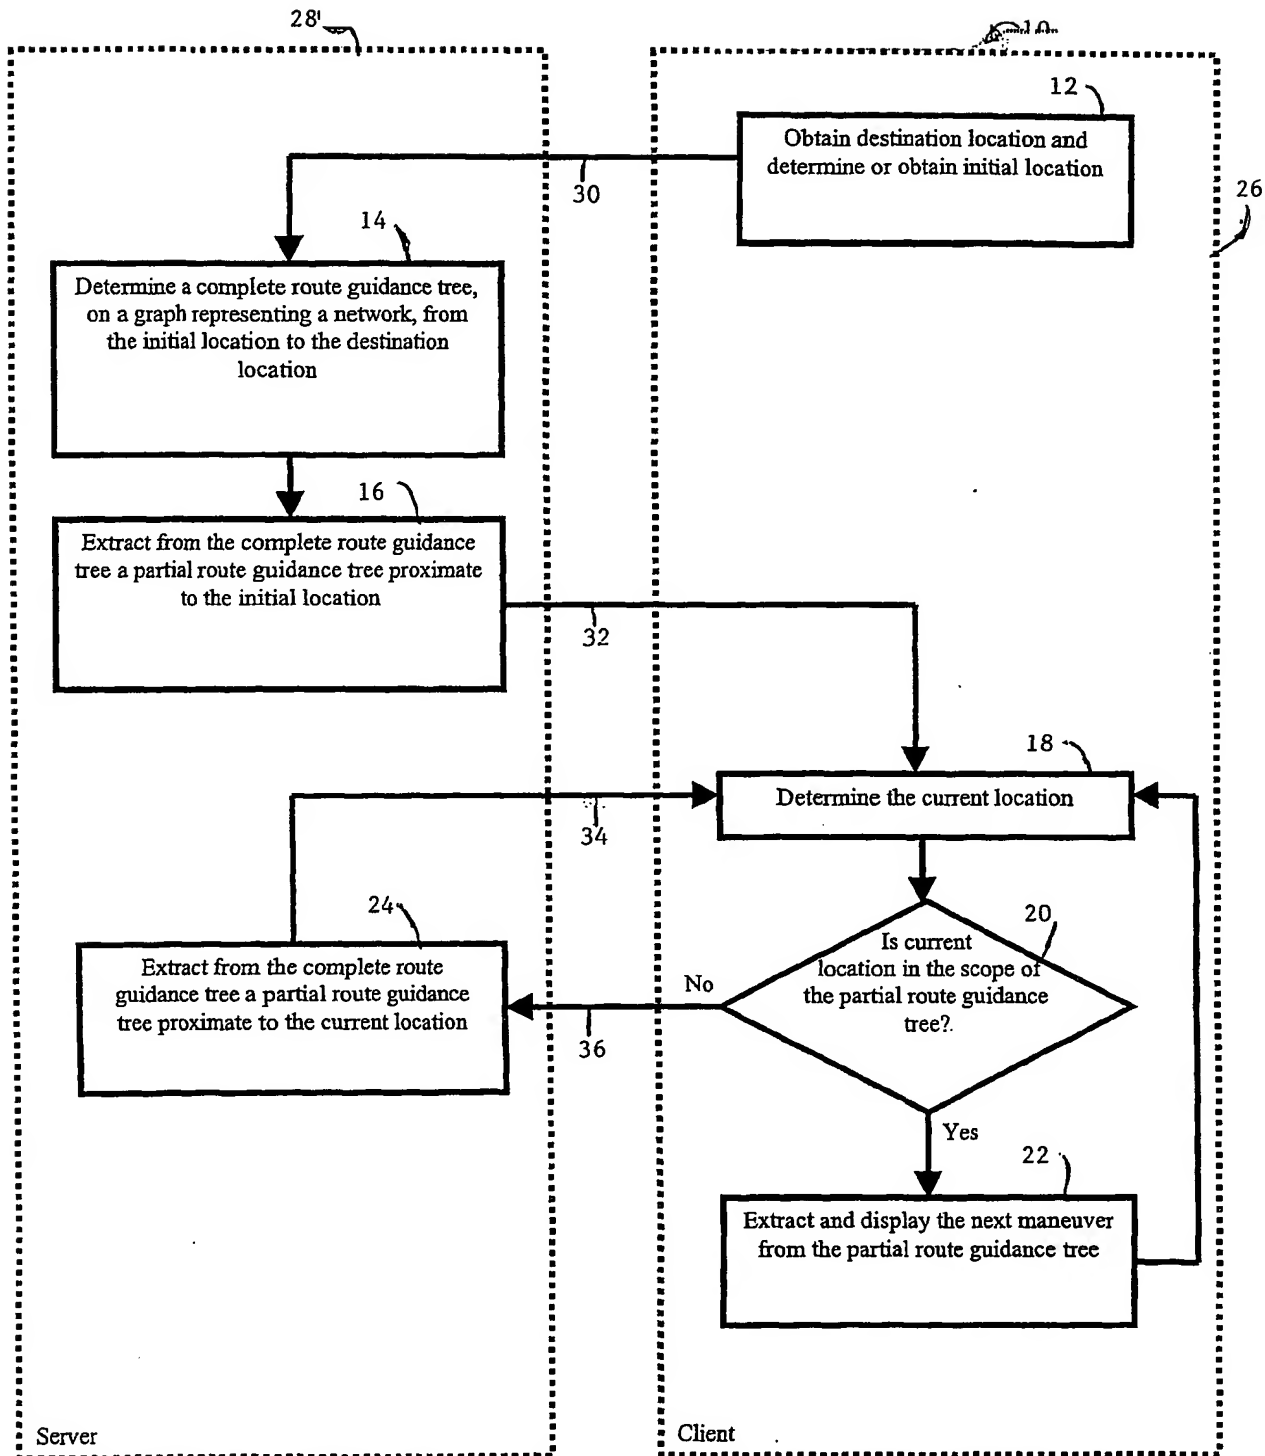 28'
10
12
Obtain destination location and
determine or obtain initial location
26
30
14
Determine a complete route guidance tree,
on a graph representing a network, from
the initial location to the destination
location
16
Extract from the complete route guidance
tree a partial route guidance tree proximate
to the initial location
32
18
Determine the current location
34
24
Extract from the complete route
guidance tree a partial route guidance
tree proximate to the current location
20
Is current
location in the scope of
the partial route guidance
tree?.
No
36
Yes
22
Extract and display the next maneuver
from the partial route guidance tree
Server
Client